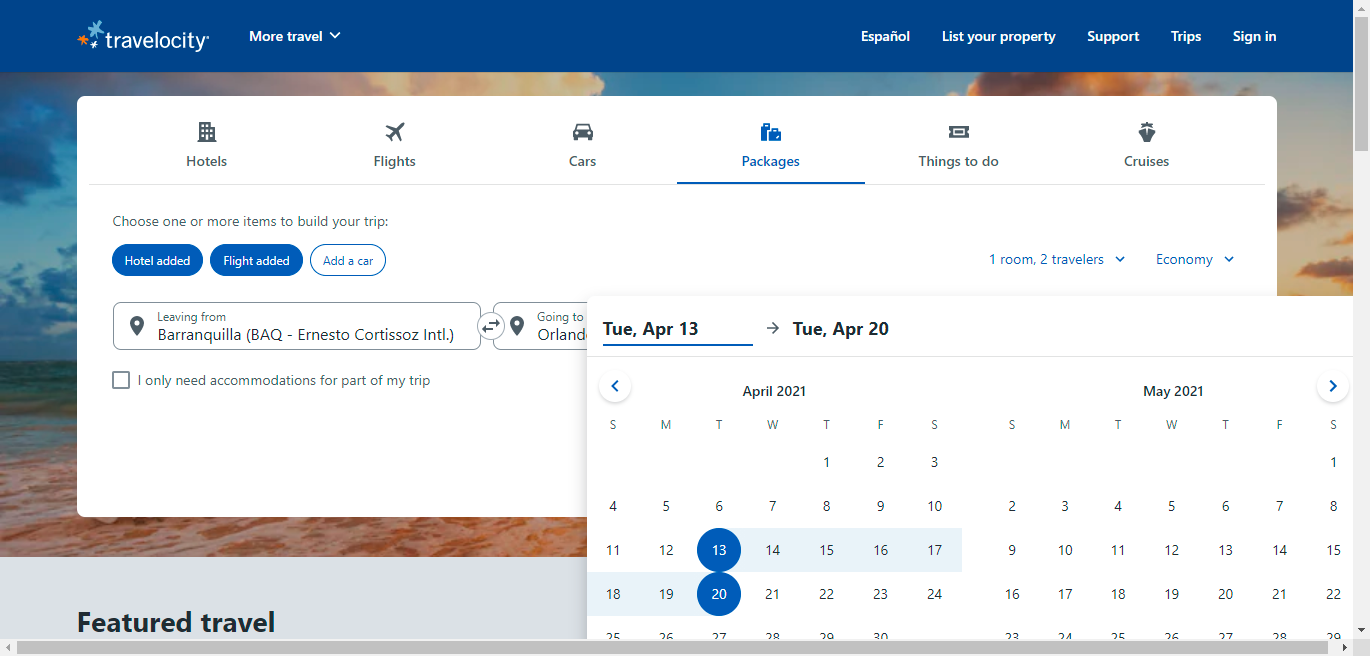 travelocity
More travel
Español
List your property
Support
Trips
Sign in
Hotels
Flights
Cars
Packages
Things to do
Cruises
Choose one or more items to build your trip:
Hotel added
Flight added
Add a car
1 room, 2 travelers
Economy
Leaving from
Barranquilla (BAQ - Ernesto Cortissoz Intl.)
Going to
I only need accommodations for part of my trip
Tue, Apr 13
Tue, Apr 20
April 2021
S M T W T F S
1 2 3
4 5 6 7 8 9 10
11 12 13 14 15 16 17
18 19 20 21 22 23 24
25 26 27 28 29 30
May 2021
S M T W T F S
1
2 3 4 5 6 7 8
9 10 11 12 13 14 15
16 17 18 19 20 21 22
23 24 25 26 27 28 29
Featured travel